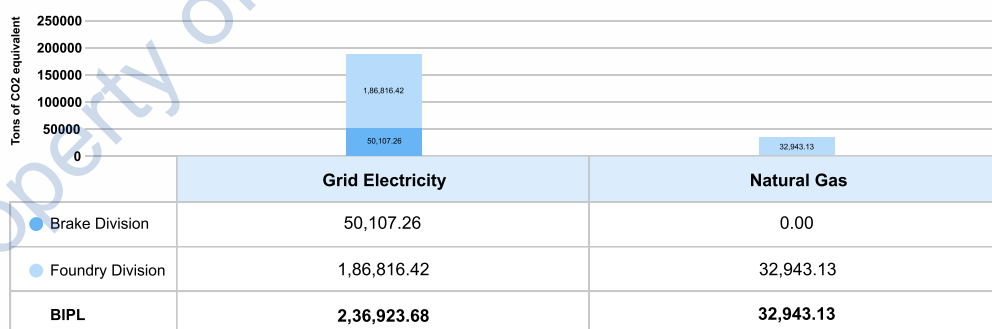 Tons of CO2 equivalent
250000
200000
150000
100000
50000
0
1,86,816.42
50,107.26
32,943.13
Grid Electricity Natural Gas
Brake Division 50,107.26 0.00
Foundry Division 1,86,816.42 32,943.13
BIPL 2,36,923.68 32,943.13